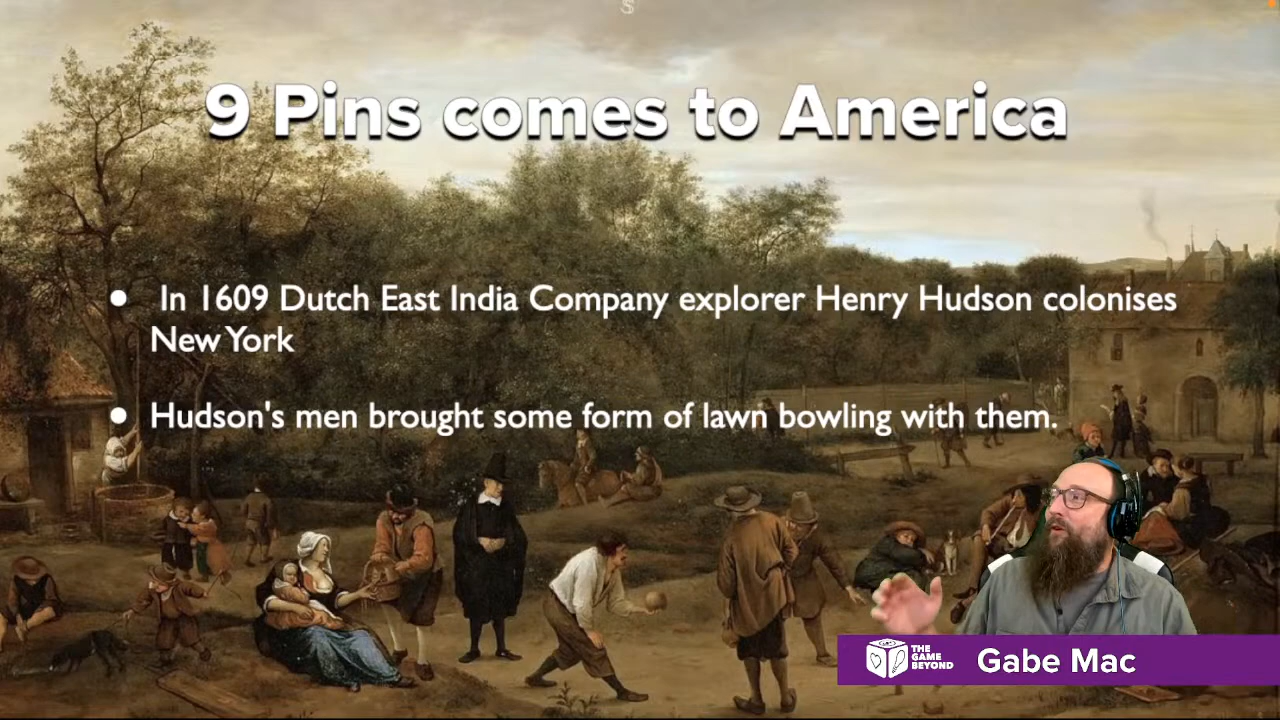 $
9 Pins comes to America
• In 1609 Dutch East India Company explorer Henry Hudson colonises
New York
• Hudson's men brought some form of lawn bowling with them.
THE
GAME
BEYOND
Gabe Mac